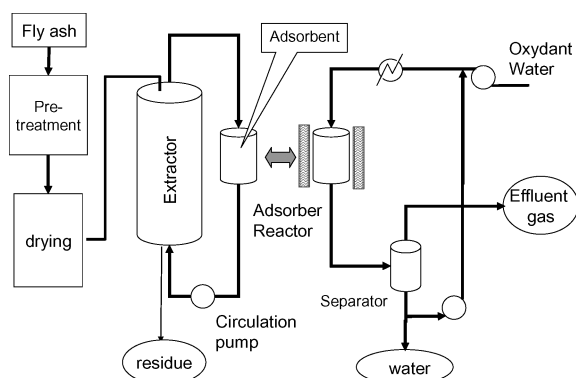 Fly ash
Pre-
treatment
drying
Extractor
residue
Adsorbent
Adsorber
Reactor
Circulation
pump
Oxydant
Water
Effluent
gas
Separator
water